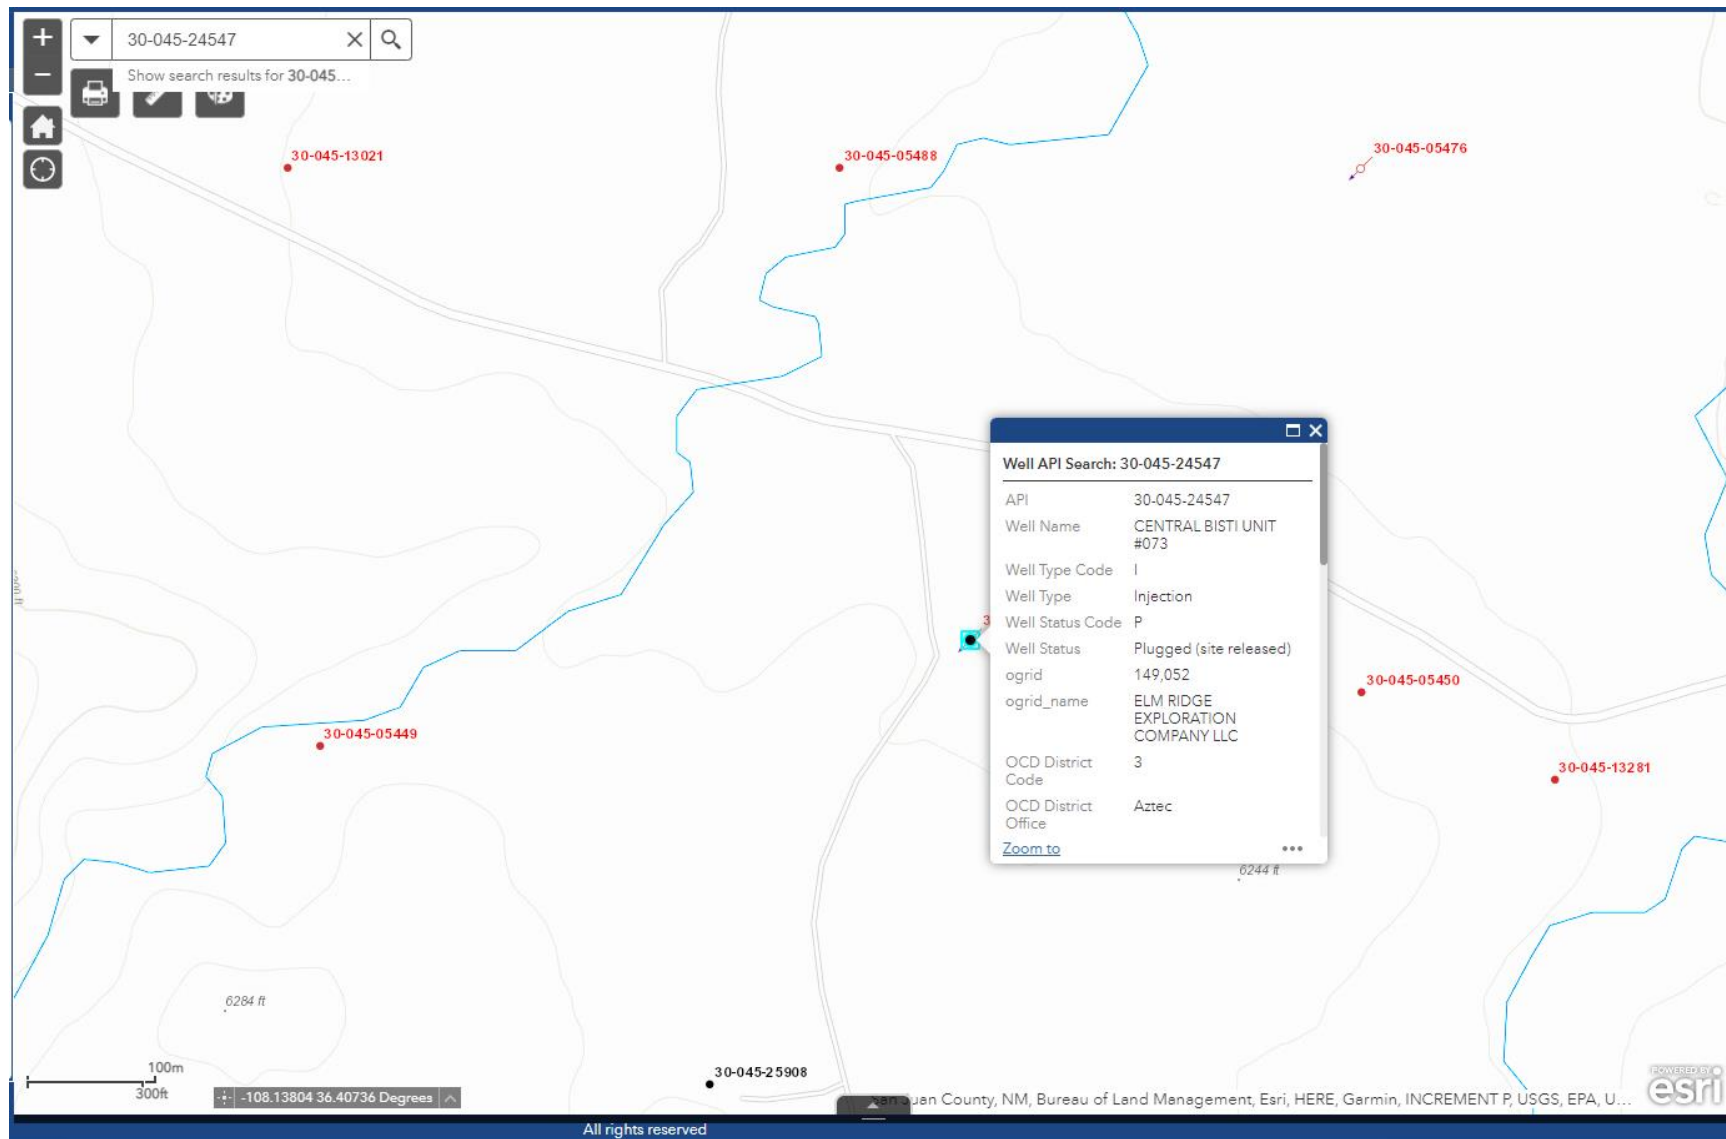 30-045-24547
Show search results for 30-045...
30-045-13021
30-045-05488
30-045-05476
Well API Search: 30-045-24547
API 30-045-24547
Well Name CENTRAL BISTI UNIT
#073
Well Type Code I
Well Type Injection
Well Status Code P
Well Status Plugged (site released)
ogrid 149,052
ogrid_name ELM RIDGE
EXPLORATION
COMPANY LLC
OCD District 3
Code
OCD District Aztec
Office
Zoom to
3
30-045-05450
30-045-05449
30-045-13281
6244 ft
6284 ft
30-045-25908
100m
300ft
-108.13804 36.40736 Degrees
San Juan County, NM, Bureau of Land Management, Esri, HERE, Garmin, INCREMENT P, USGS, EPA, U...
POWERED BY
esri
All rights reserved